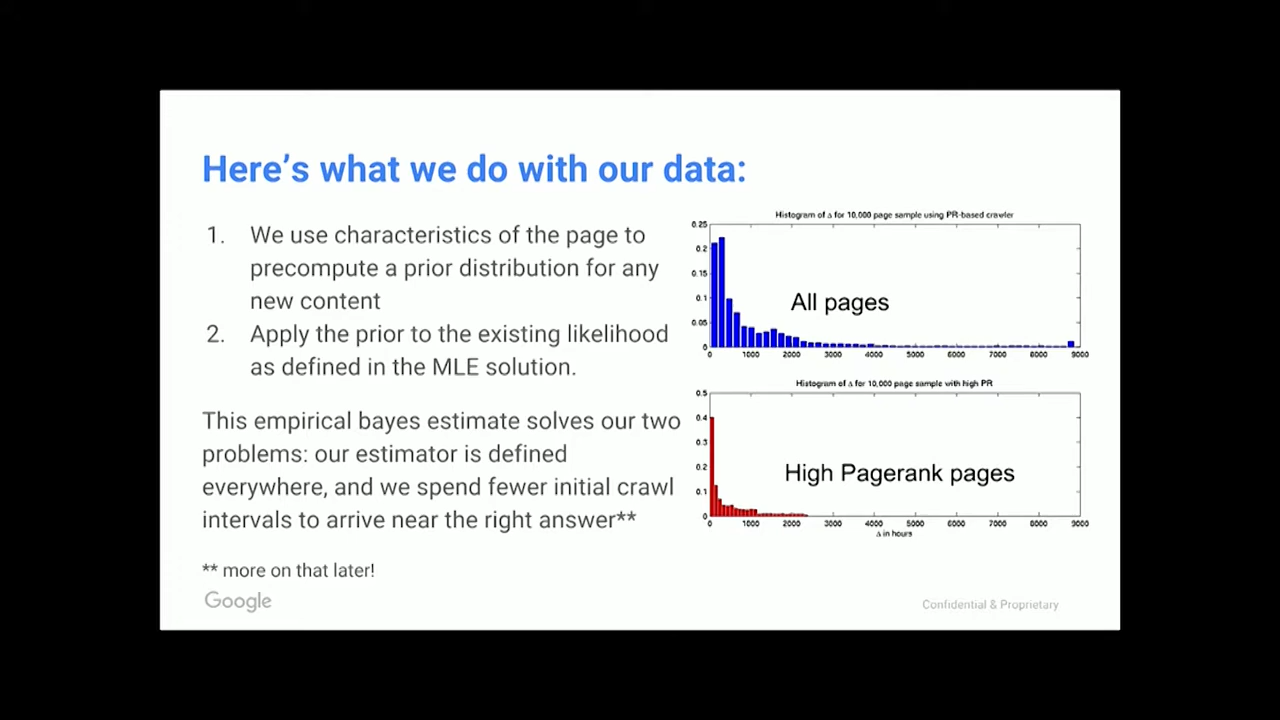 Here's what we do with our data:
1. We use characteristics of the page to
precompute a prior distribution for any
new content
2. Apply the prior to the existing likelihood
as defined in the MLE solution.
This empirical bayes estimate solves our two
problems: our estimator is defined
everywhere, and we spend fewer initial crawl
intervals to arrive near the right answer**
** more on that later!
Google
Histogram of Δ for 10,000 page sample using PR-based crawler
0.25
0.2
0.15
0.1
0.05
0
All pages
0 1000 2000 3000 4000 5000 6000 7000 8000 9000
Histogram of Δ for 10,000 page sample with high PR
0.5
0.4
0.3
0.2
0.1
0
High Pagerank pages
0 1000 2000 3000 4000 5000 6000 7000 8000 9000
Δ in hours
Confidential & Proprietary